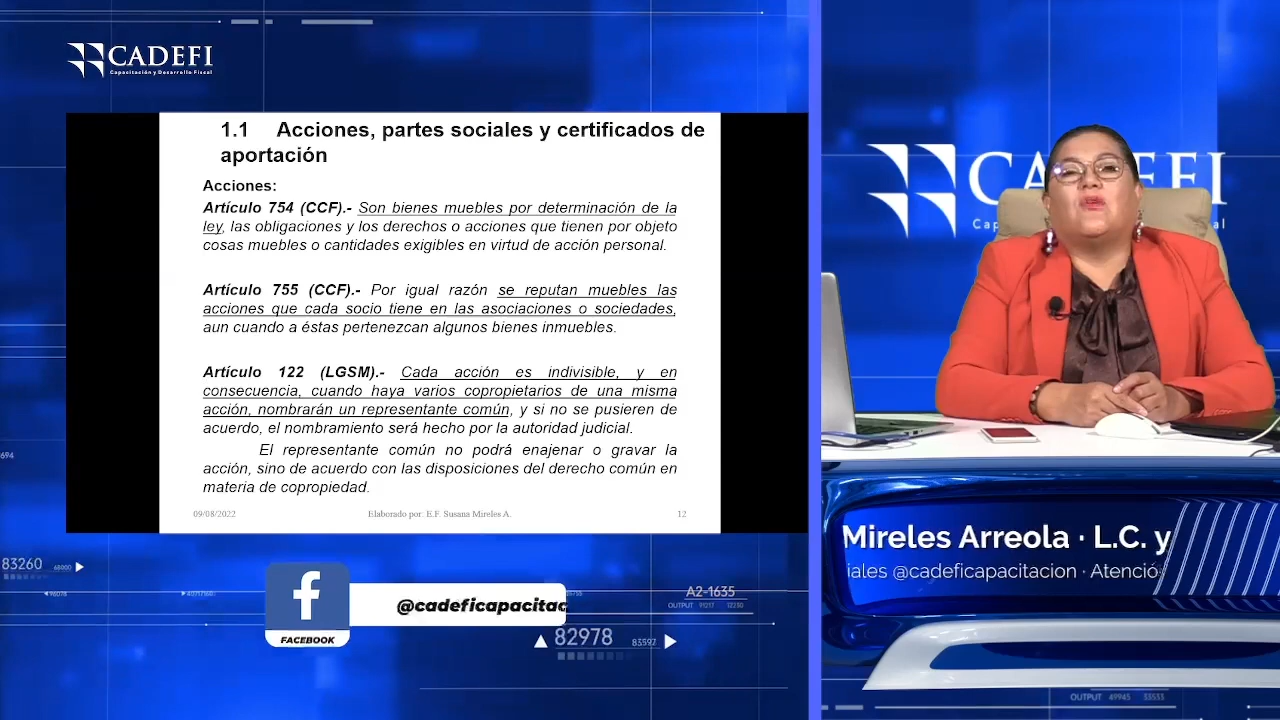 CADEFI
Capacitación y Desarrollo Fiscal
1.1 Acciones, partes sociales y certificados de
aportación
Acciones:
Artículo 754 (CCF).- Son bienes muebles por determinación de la
ley, las obligaciones y los derechos o acciones que tienen por objeto
cosas muebles o cantidades exigibles en virtud de acción personal.
Artículo 755 (CCF).- Por igual razón se reputan muebles las
acciones que cada socio tiene en las asociaciones o sociedades,
aun cuando a éstas pertenezcan algunos bienes inmuebles.
Artículo 122 (LGSM).- Cada acción es indivisible, y en
consecuencia, cuando haya varios copropietarios de una misma
acción, nombrarán un representante común, y si no se pusieren de
acuerdo, el nombramiento será hecho por la autoridad judicial.
El representante común no podrá enajenar o gravar la
acción, sino de acuerdo con las disposiciones del derecho común en
materia de copropiedad.
09/08/2022 Elaborado por: E.F. Susana Mireles A. 12
Mireles Arreola · L.C. y
iales @cadeficapacitacion · Atenció
FACEBOOK
@cadeficapacitac
83260
A2-1635
OUTPUT
82978
83597
OUTPUT 49945 33533